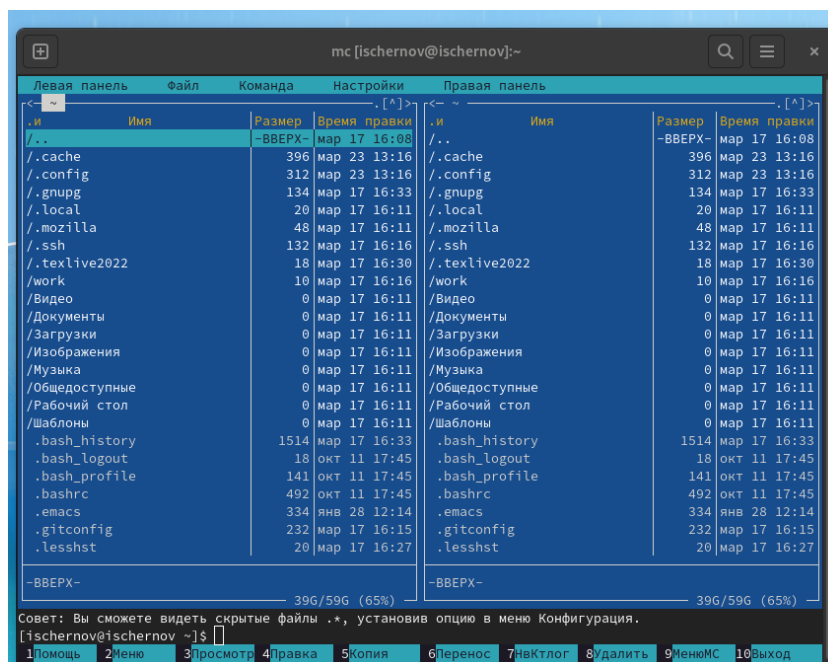 mc [ischernov@ischernov]:~
Левая панель Файл Команда Настройки Правая панель
<— ~ .[^]> <— ~ .[^]>
.и Имя Размер Время правки .и Имя Размер Время правки
/.. -ВВЕРХ- мар 17 16:08 /.. -ВВЕРХ- мар 17 16:08
/.cache 396 мар 23 13:16 /.cache 396 мар 23 13:16
/.config 312 мар 23 13:16 /.config 312 мар 23 13:16
/.gnupg 134 мар 17 16:33 /.gnupg 134 мар 17 16:33
/.local 20 мар 17 16:11 /.local 20 мар 17 16:11
/.mozilla 48 мар 17 16:11 /.mozilla 48 мар 17 16:11
/.ssh 132 мар 17 16:16 /.ssh 132 мар 17 16:16
/.texlive2022 18 мар 17 16:30 /.texlive2022 18 мар 17 16:30
/work 10 мар 17 16:16 /work 10 мар 17 16:16
/Видео 0 мар 17 16:11 /Видео 0 мар 17 16:11
/Документы 0 мар 17 16:11 /Документы 0 мар 17 16:11
/Загрузки 0 мар 17 16:11 /Загрузки 0 мар 17 16:11
/Изображения 0 мар 17 16:11 /Изображения 0 мар 17 16:11
/Музыка 0 мар 17 16:11 /Музыка 0 мар 17 16:11
/Общедоступные 0 мар 17 16:11 /Общедоступные 0 мар 17 16:11
/Рабочий стол 0 мар 17 16:11 /Рабочий стол 0 мар 17 16:11
/Шаблоны 0 мар 17 16:11 /Шаблоны 0 мар 17 16:11
.bash_history 1514 мар 17 16:33 .bash_history 1514 мар 17 16:33
.bash_logout 18 окт 11 17:45 .bash_logout 18 окт 11 17:45
.bash_profile 141 окт 11 17:45 .bash_profile 141 окт 11 17:45
.bashrc 492 окт 11 17:45 .bashrc 492 окт 11 17:45
.emacs 334 янв 28 12:14 .emacs 334 янв 28 12:14
.gitconfig 232 мар 17 16:15 .gitconfig 232 мар 17 16:15
.lesshst 20 мар 17 16:27 .lesshst 20 мар 17 16:27
-ВВЕРХ- -ВВЕРХ-
39G/59G (65%) 39G/59G (65%)
Совет: Вы сможете видеть скрытые файлы .*, установив опцию в меню Конфигурация.
[ischernov@ischernov ~]$
1Помощь 2Меню 3Просмотр 4Правка 5Копия 6Перенос 7НвКтлог 8Удалить 9МенюMC 10Выход